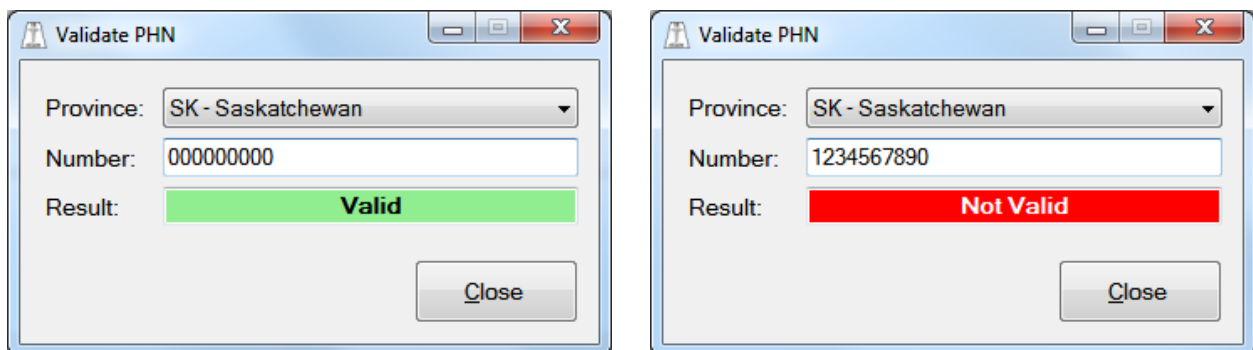 Validate PHN
Province: SK - Saskatchewan
Number: 000000000
Result: Valid
Close
Validate PHN
Province: SK - Saskatchewan
Number: 1234567890
Result: Not Valid
Close